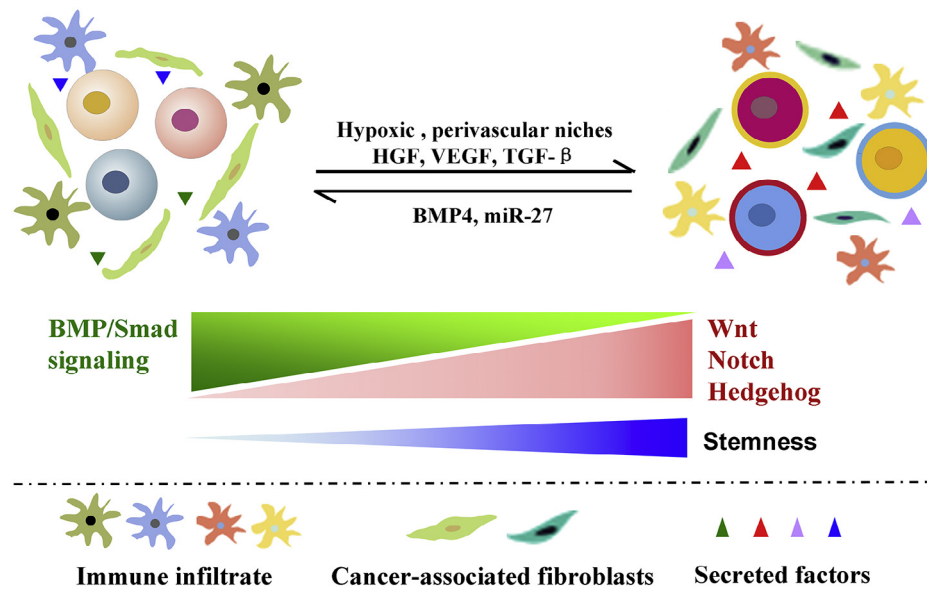 Hypoxic , perivascular niches
HGF, VEGF, TGF- β
BMP4, miR-27
BMP/Smad
signaling
Wnt
Notch
Hedgehog
Stemness
Immune infiltrate
Cancer-associated fibroblasts
Secreted factors